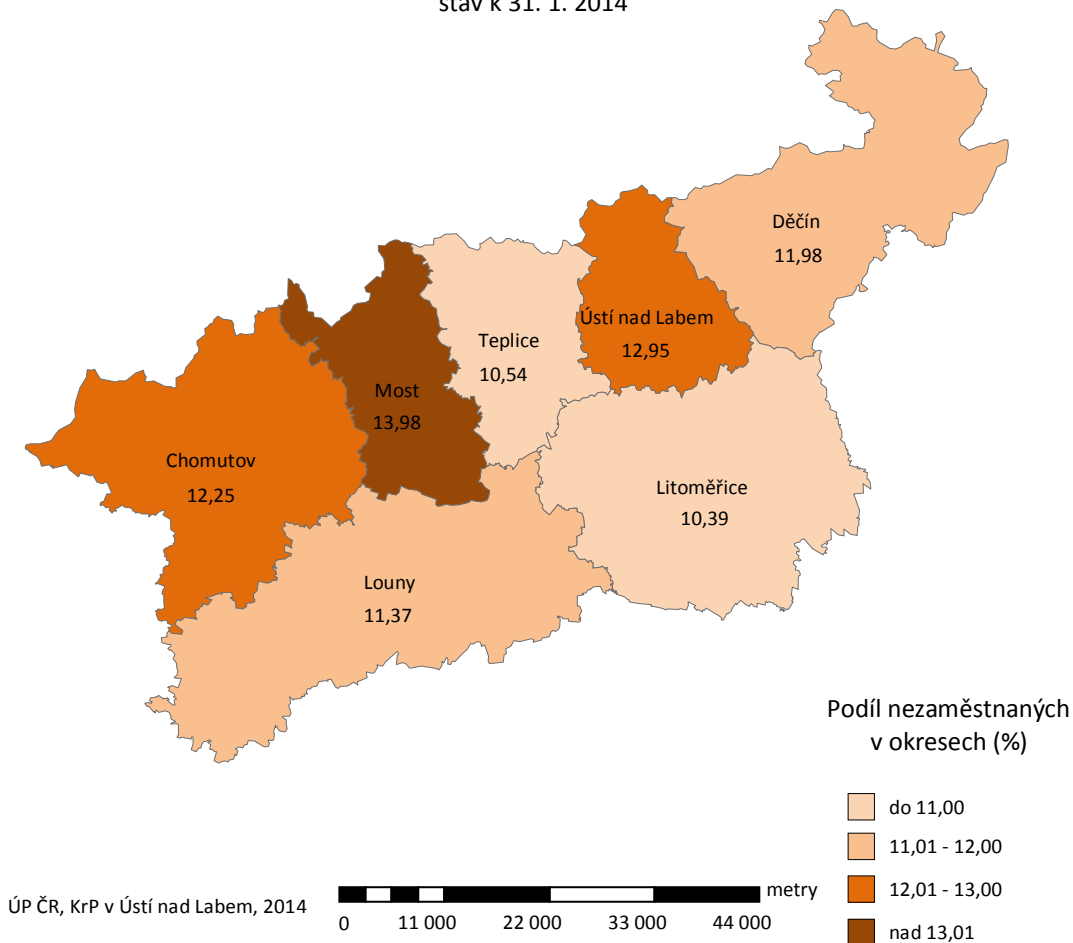 stav k 31. 1. 2014
Děčín
11,98
Ústí nad Labem
12,95
Teplice
10,54
Most
13,98
Chomutov
12,25
Litoměřice
10,39
Louny
11,37
Podíl nezaměstnaných
v okresech (%)
do 11,00
11,01 - 12,00
12,01 - 13,00
nad 13,01
metry
0 11 000 22 000 33 000 44 000
ÚP ČR, KrP v Ústí nad Labem, 2014